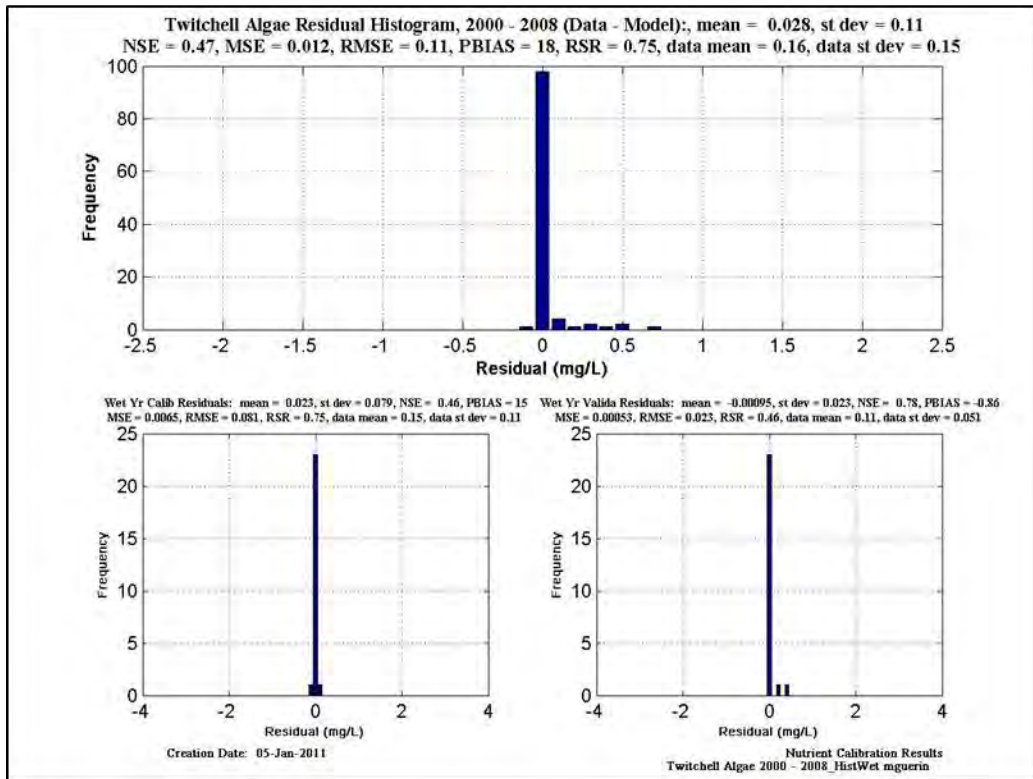 Twitchell Algae Residual Histogram, 2000 - 2008 (Data - Model):, mean = 0.028, st dev = 0.11
NSE = 0.47, MSE = 0.012, RMSE = 0.11, PBIAS = 18, RSR = 0.75, data mean = 0.16, data st dev = 0.15
100
80
60
40
20
0
Frequency
-2.5 -2 -1.5 -1 -0.5 0 0.5 1 1.5 2 2.5
Residual (mg/L)
Wet Yr Calib Residuals: mean = 0.023, st dev = 0.079, NSE = 0.46, PBIAS = 15
MSE = 0.0065, RMSE = 0.081, RSR = 0.75, data mean = 0.15, data st dev = 0.11
25
20
15
10
5
0
Frequency
-4 -2 0 2 4
Residual (mg/L)
Wet Yr Valida Residuals: mean = -0.00095, st dev = 0.023, NSE = 0.78, PBIAS = -0.86
MSE = 0.00053, RMSE = 0.023, RSR = 0.46, data mean = 0.11, data st dev = 0.051
25
20
15
10
5
0
Frequency
-4 -2 0 2 4
Residual (mg/L)
Creation Date: 05-Jan-2011
Nutrient Calibration Results
Twitchell Algae 2000 - 2008_HistWet mguerin